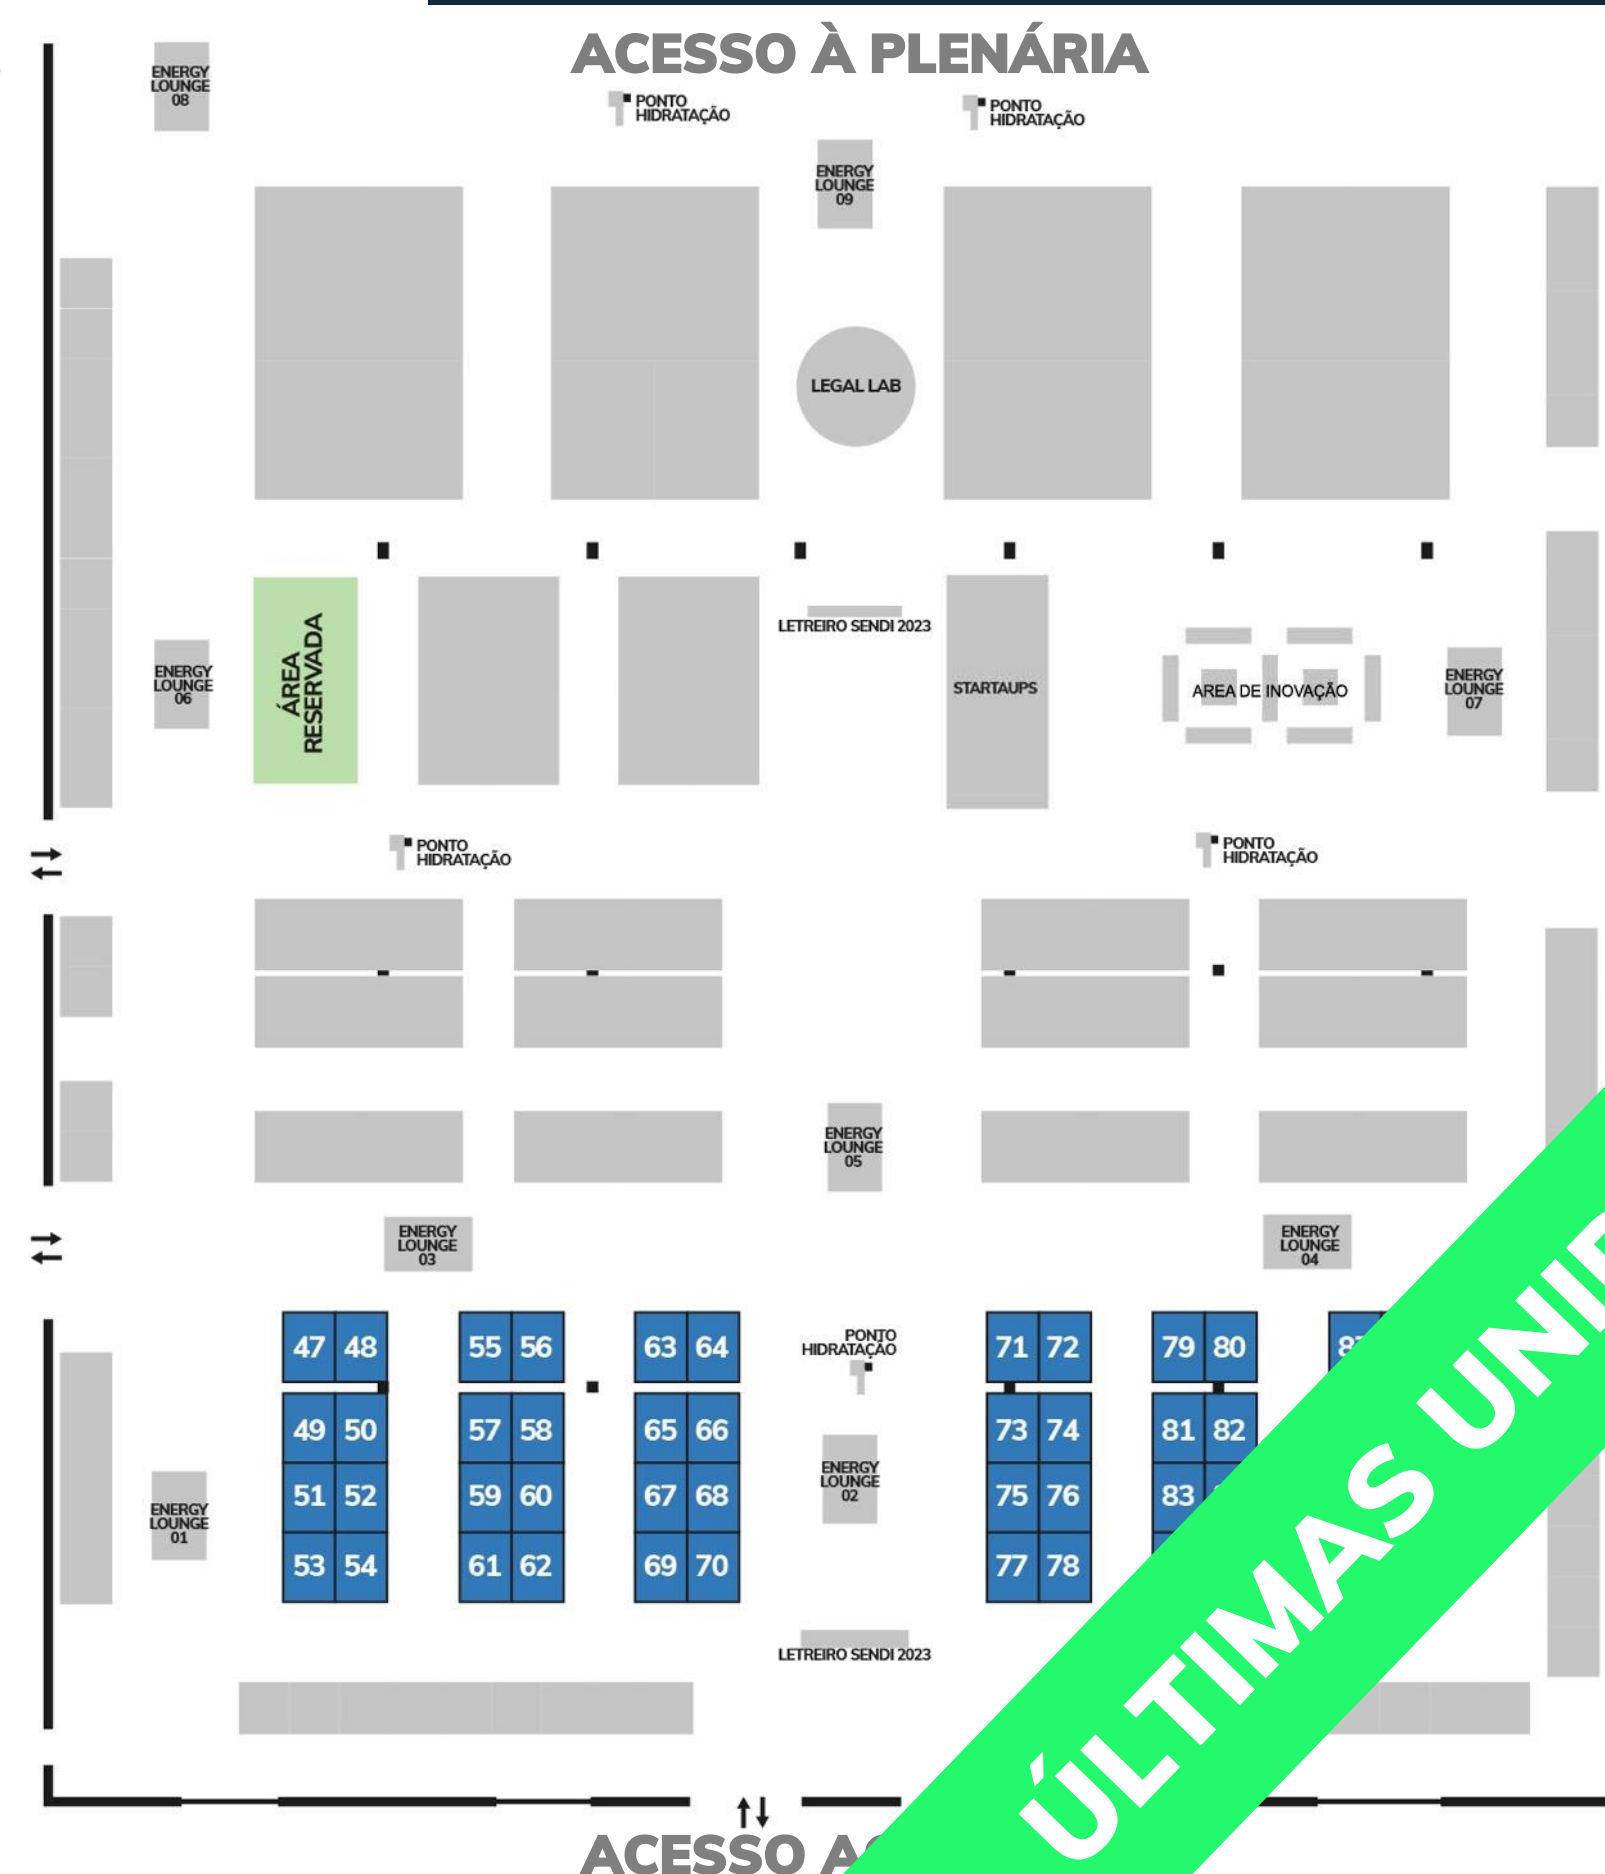 ACESSO À PLENÁRIA
ENERGY
LOUNGE
08
PONTO
HIDRATAÇÃO
PONTO
HIDRATAÇÃO
ENERGY
LOUNGE
09
LEGAL LAB
LETREIRO SENDI 2023
ÁREA
RESERVADA
ENERGY
LOUNGE
06
STARTAUPS
AREA DE INOVAÇÃO
ENERGY
LOUNGE
07
PONTO
HIDRATAÇÃO
PONTO
HIDRATAÇÃO
ENERGY
LOUNGE
05
ENERGY
LOUNGE
03
ENERGY
LOUNGE
04
47 48 55 56 63 64
PONTO
HIDRATAÇÃO
71 72 79 80
49 50 57 58 65 66 73 74 81 82
51 52 59 60 67 68
ENERGY
LOUNGE
02
75 76 83
ENERGY
LOUNGE
01
53 54 61 62 69 70 77 78
LETREIRO SENDI 2023
ÚLTIMAS
ACESSO